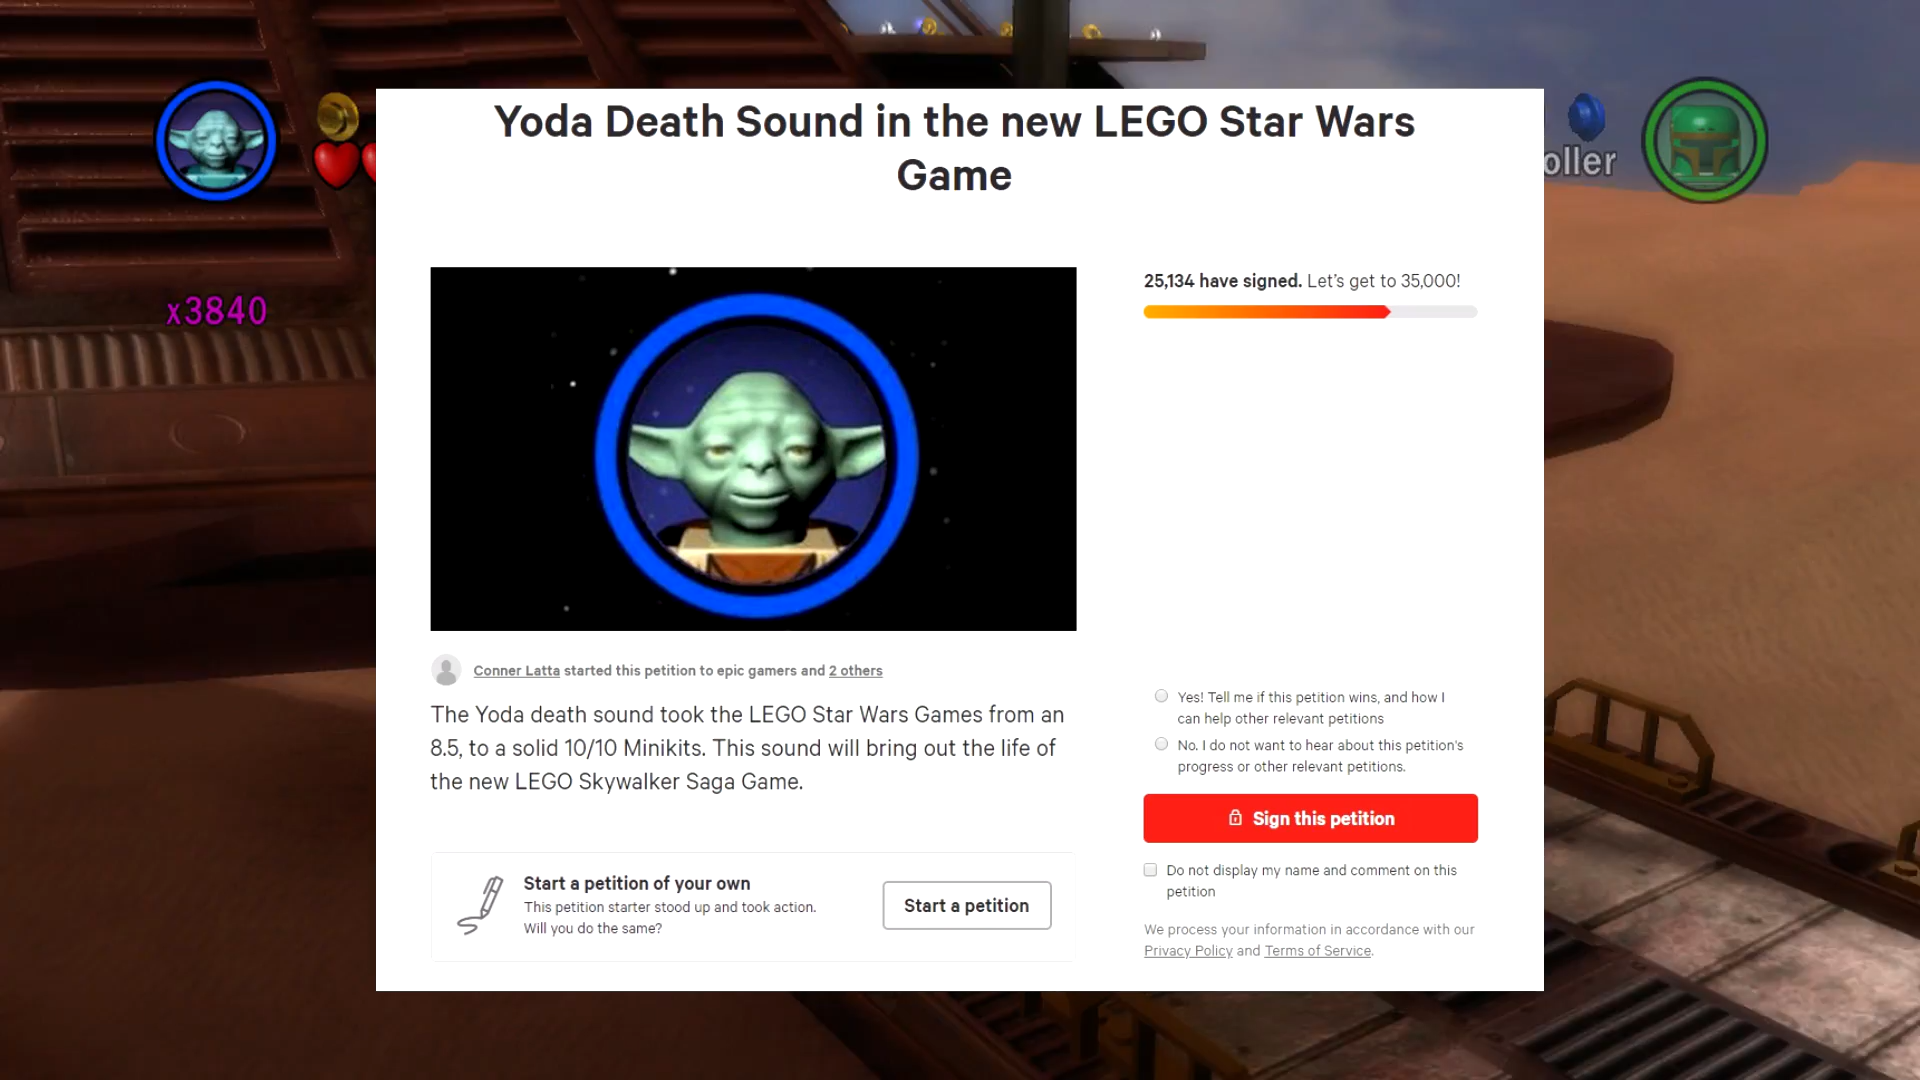 Yoda Death Sound in the new LEGO Star Wars
Game
oller
x3840
25,134 have signed. Let's get to 35,000!
Conner Latta started this petition to epic gamers and 2 others
The Yoda death sound took the LEGO Star Wars Games from an
8.5, to a solid 10/10 Minikits. This sound will bring out the life of
the new LEGO Skywalker Saga Game.
Start a petition of your own
This petition starter stood up and took action.
Will you do the same?
Start a petition
Yes! Tell me if this petition wins, and how I
can help other relevant petitions
No. I do not want to hear about this petition's
progress or other relevant petitions.
Sign this petition
Do not display my name and comment on this
petition
We process your information in accordance with our
Privacy Policy and Terms of Service.